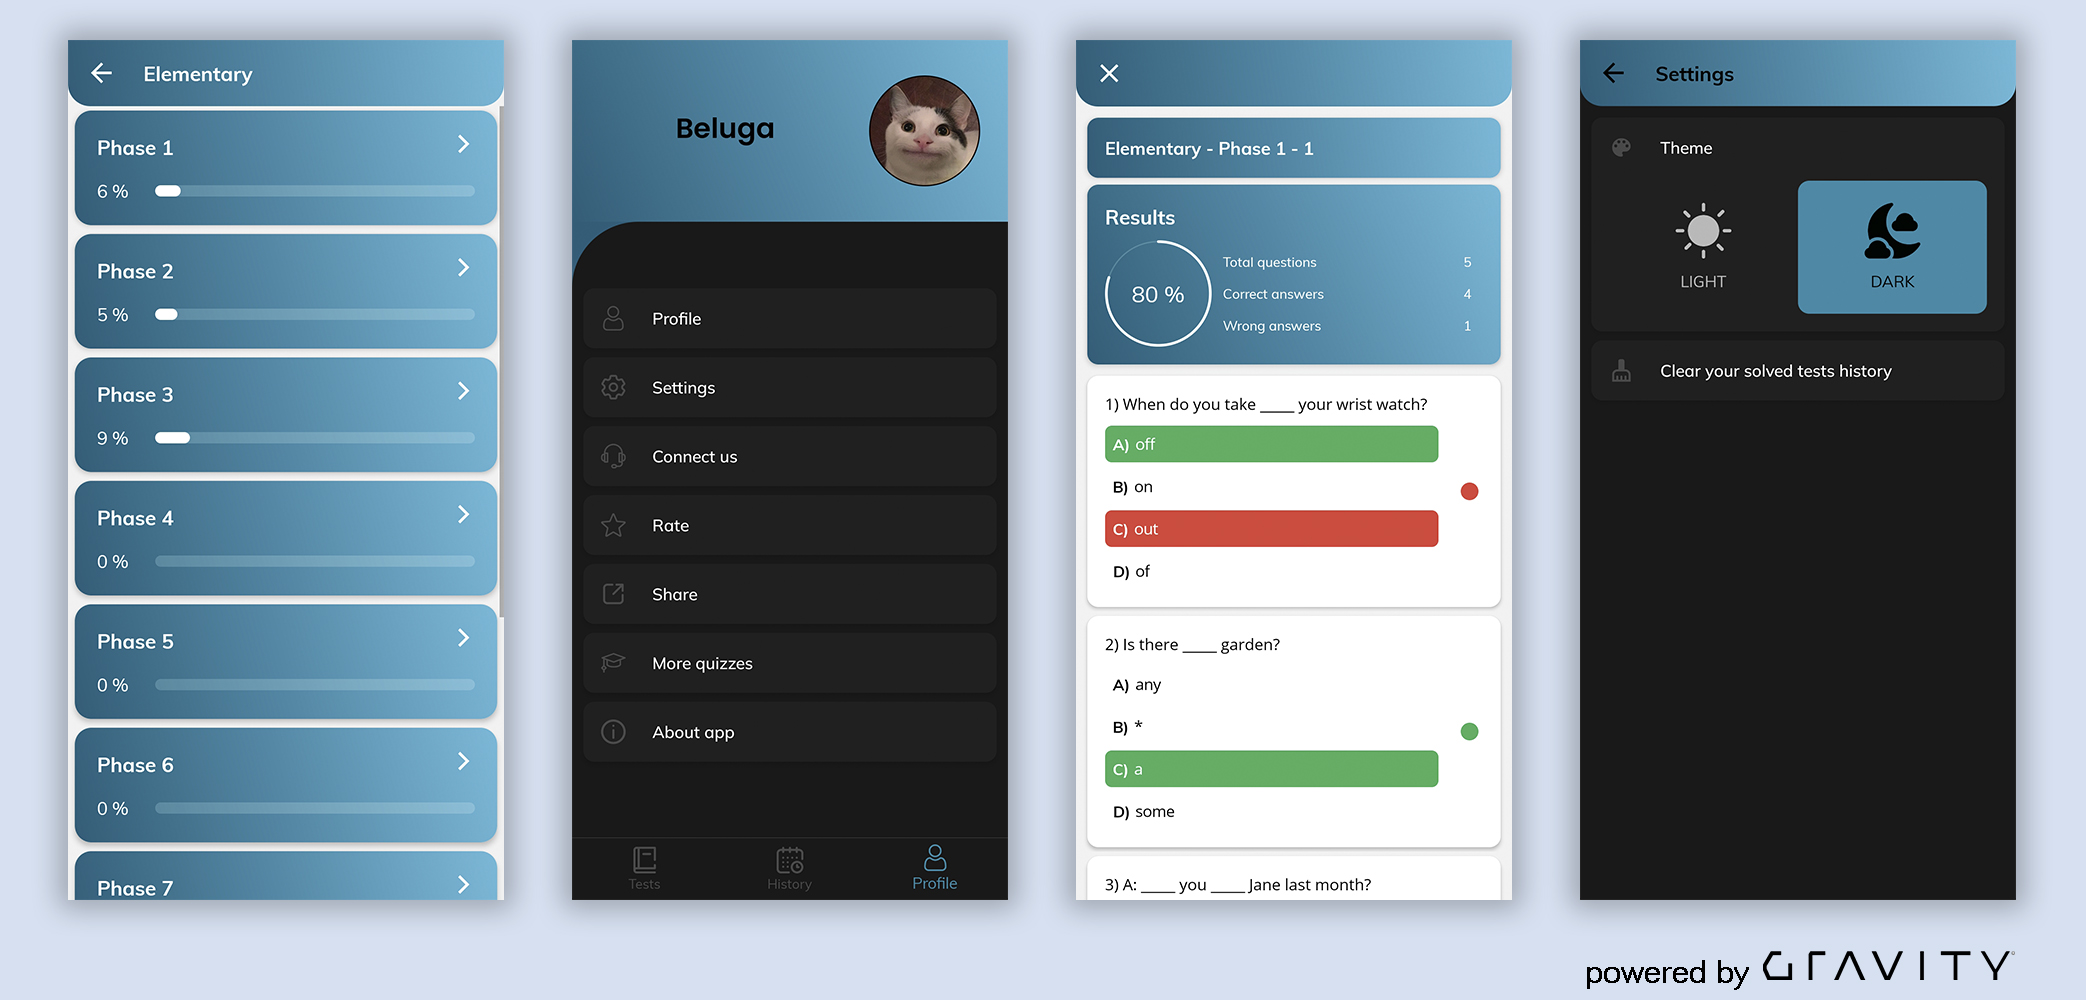 Elementary
Phase 1
6 %
Phase 2
5 %
Phase 3
9 %
Phase 4
0 %
Phase 5
0 %
Phase 6
0 %
Phase 7
Beluga
Profile
Settings
Connect us
Rate
Share
More quizzes
About app
Tests
History
Profile
Elementary - Phase 1 - 1
Results
80 %
Total questions 5
Correct answers 4
Wrong answers 1
1) When do you take ____ your wrist watch?
A) off
B) on
C) out
D) of
2) Is there ____ garden?
A) any
B) *
C) a
D) some
3) A: ____ you ____ Jane last month?
Settings
Theme
LIGHT
DARK
Clear your solved tests history
powered by GRAVITY